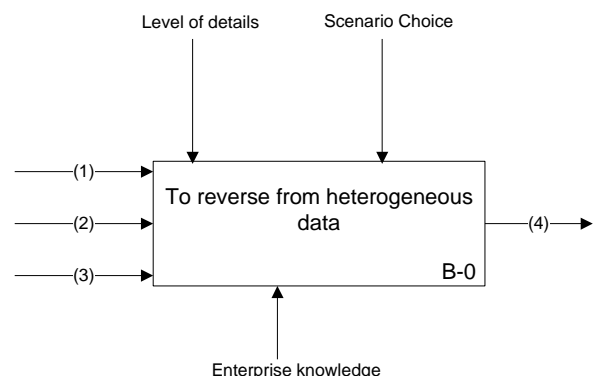 Level of details
Scenario Choice
(1)
To reverse from heterogeneous
data
(2)
(4)
(3)
B-0
Enterprise knowledge